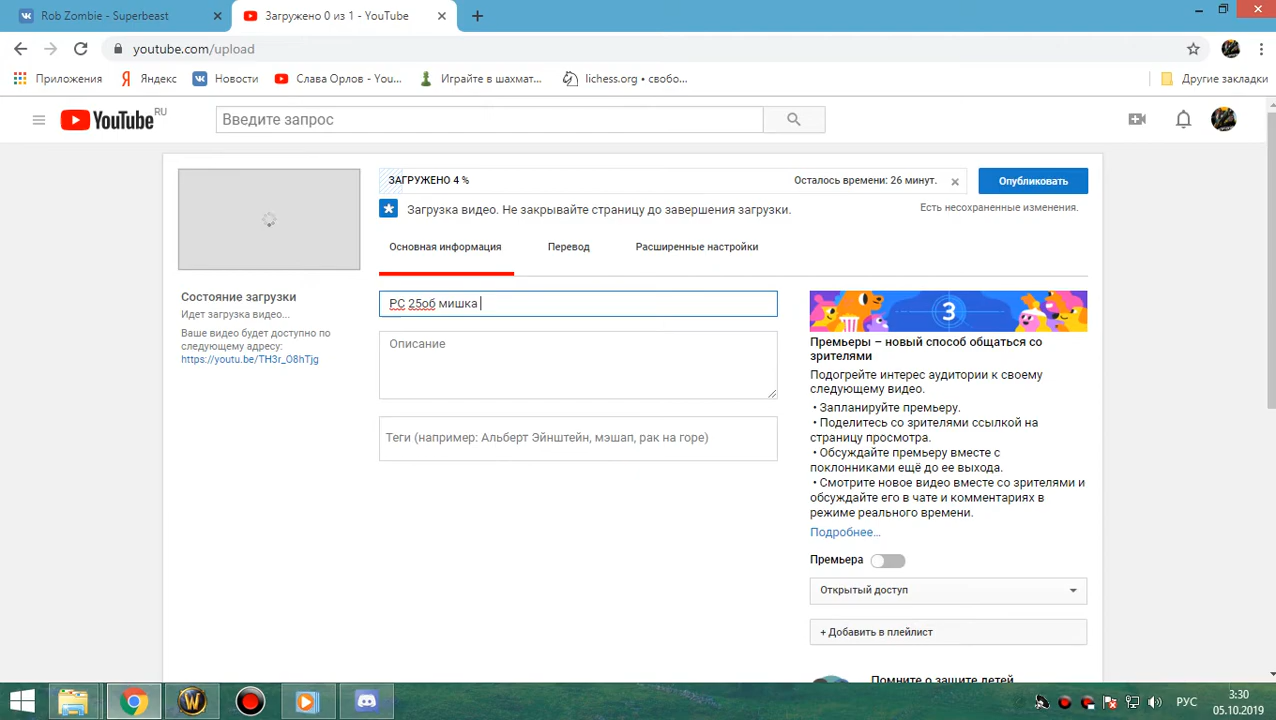 Rob Zombie - Superbeast
Загружено 0 из 1 - YouTube
youtube.com/upload
Приложения
Яндекс
Новости
Слава Орлов - You...
Играйте в шахмат...
lichess.org • свобо...
Другие закладки
YouTube RU
Введите запрос
ЗАГРУЖЕНО 4 %
Осталось времени: 26 минут.
Опубликовать
Загрузка видео. Не закрывайте страницу до завершения загрузки.
Есть несохраненные изменения.
Основная информация
Перевод
Расширенные настройки
Состояние загрузки
Идет загрузка видео...
Ваше видео будет доступно по
следующему адресу:
https://youtu.be/TH3r_O8hTjg
РС 25об мишка
Описание
Теги (например: Альберт Эйнштейн, мэшап, рак на горе)
3
Премьеры – новый способ общаться со
зрителями
Подогрейте интерес аудитории к своему
следующему видео.
• Запланируйте премьеру.
• Поделитесь со зрителями ссылкой на
страницу просмотра.
• Обсуждайте премьеру вместе с
поклонниками ещё до ее выхода.
• Смотрите новое видео вместе со зрителями и
обсуждайте его в чате и комментариях в
режиме реального времени.
Подробнее...
Премьера
Открытый доступ
+ Добавить в плейлист
Помните о защите детей
РУС
3:30
05.10.2019